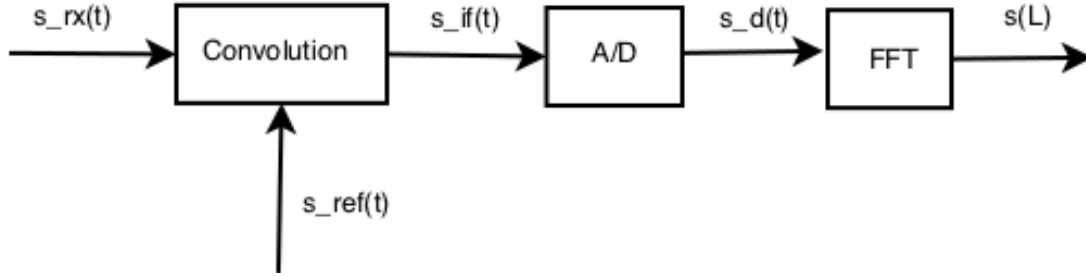 s_rx(t)
Convolution
s_if(t)
A/D
s_d(t)
FFT
s(L)
s_ref(t)